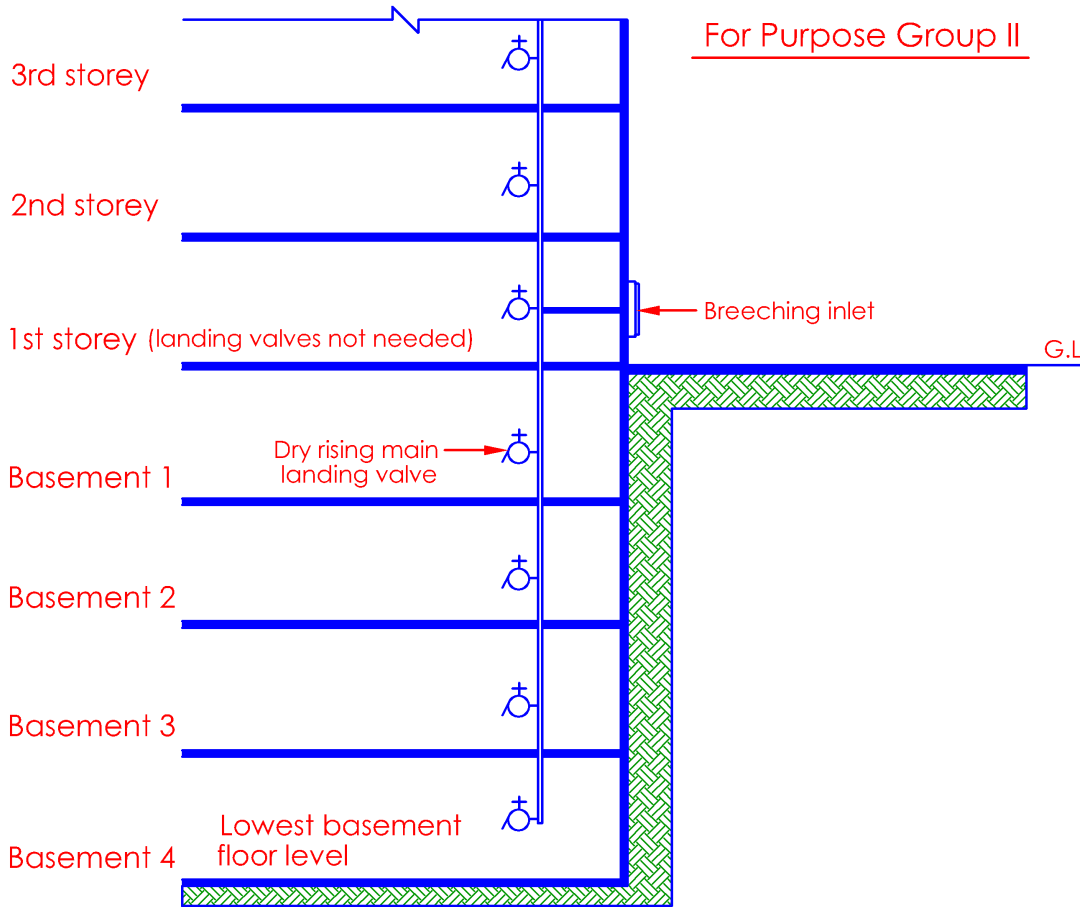 For Purpose Group II
3rd storey
2nd storey
Breeching inlet
1st storey (landing valves not needed)
G.L
Dry rising main
landing valve
Basement 1
Basement 2
Basement 3
Lowest basement
floor level
Basement 4